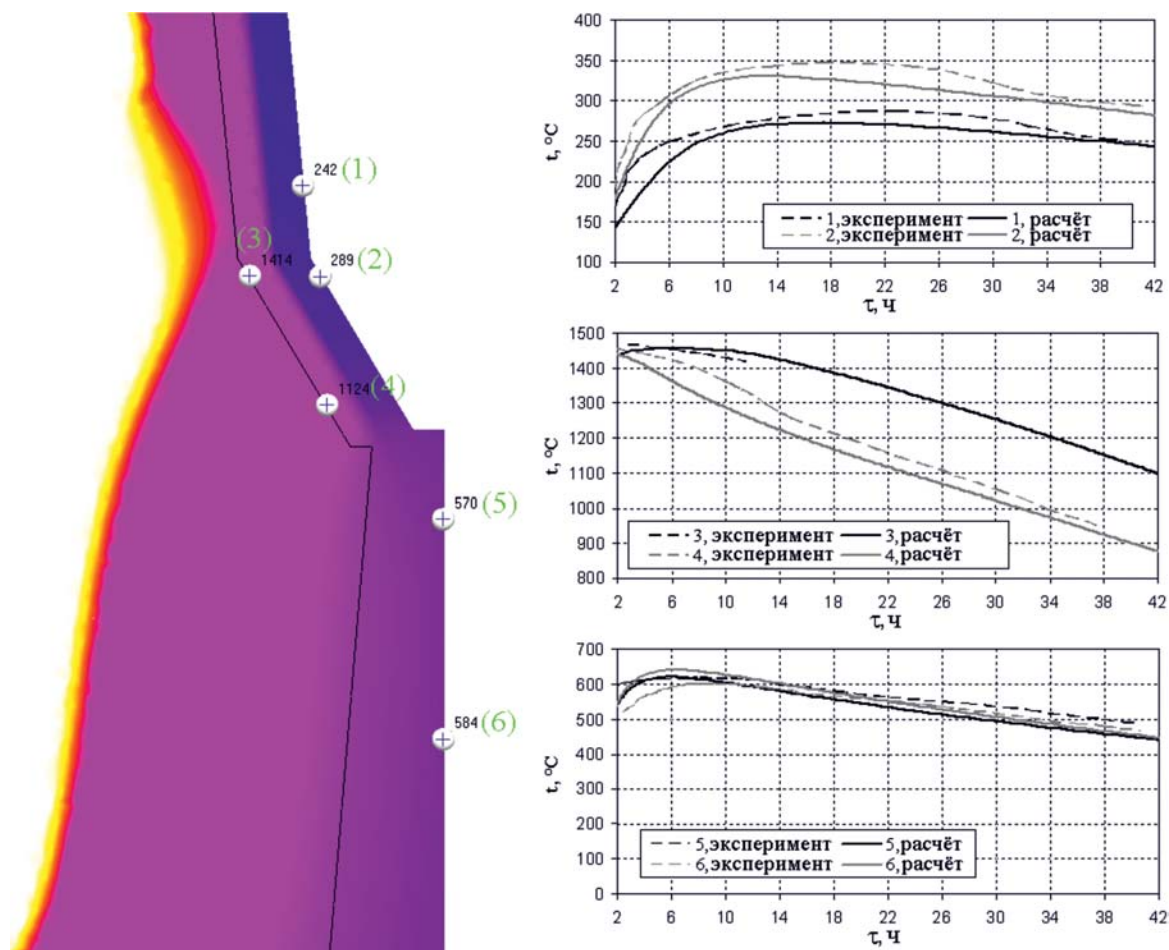 242 (1)
(3)
1414
289 (2)
1124 (4)
570 (5)
584 (6)
t, °C
400
350
300
250
200
150
100
1, эксперимент 1, расчёт
2, эксперимент 2, расчёт
2 6 10 14 18 22 26 30 34 38 42
τ, ч
t, °C
1500
1400
1300
1200
1100
1000
900
800
3, эксперимент 3, расчёт
4, эксперимент 4, расчёт
2 6 10 14 18 22 26 30 34 38 42
τ, ч
t, °C
700
600
500
400
300
200
100
0
5,эксперимент 5,расчёт
6,эксперимент 6,расчёт
2 6 10 14 18 22 26 30 34 38 42
τ, ч